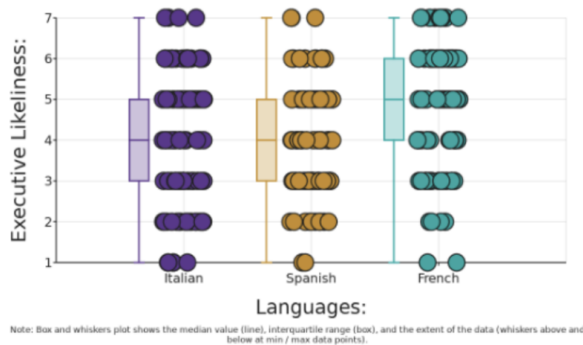 Executive Likeliness:
7
6
5
4
3
2
1
Italian Spanish French
Languages:
Note: Box and whiskers plot shows the median value (line), interquartile range (box), and the extent of the data (whiskers above and
below at min / max data points).